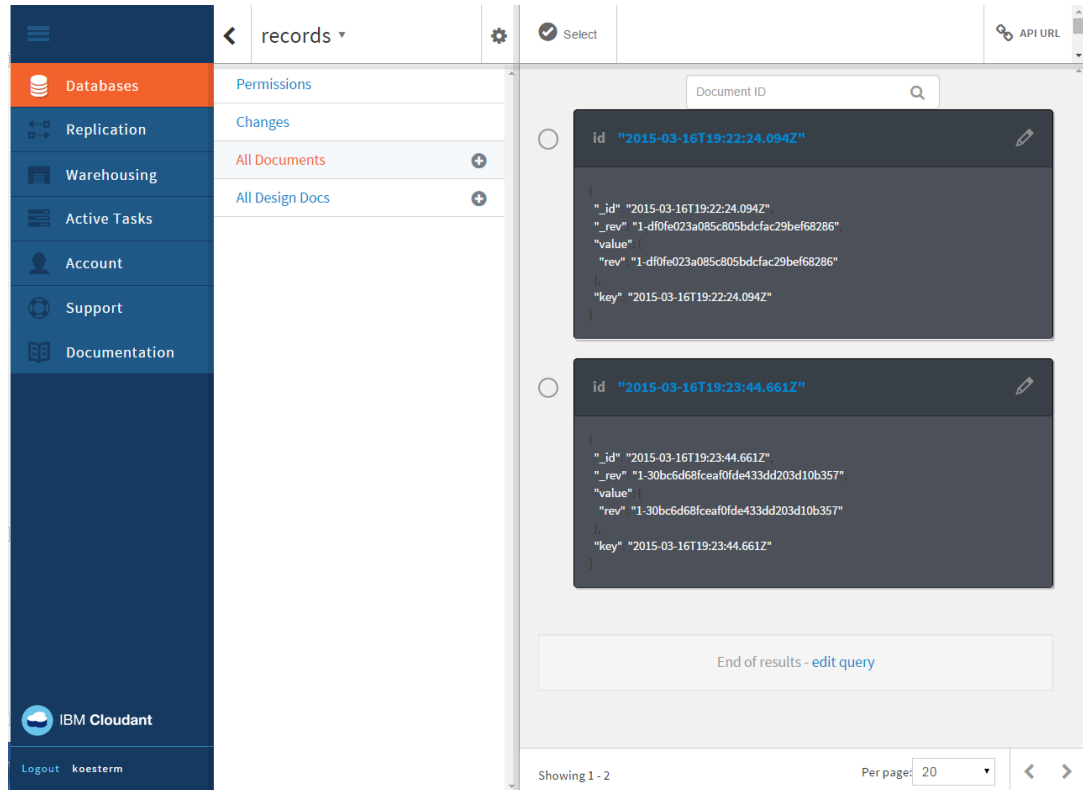 records
Select
API URL
Databases
Replication
Warehousing
Active Tasks
Account
Support
Documentation
IBM Cloudant
Logout koesterm
Permissions
Changes
All Documents
All Design Docs
Document ID
id "2015-03-16T19:22:24.094Z"
{
"_id": "2015-03-16T19:22:24.094Z",
"_rev": "1-df0fe023a085c805bdcfac29bef68286",
"value": {
"rev": "1-df0fe023a085c805bdcfac29bef68286"
},
"key": "2015-03-16T19:22:24.094Z"
}
id "2015-03-16T19:23:44.661Z"
{
"_id": "2015-03-16T19:23:44.661Z",
"_rev": "1-30bc6d68fceaf0fde433dd203d10b357",
"value": {
"rev": "1-30bc6d68fceaf0fde433dd203d10b357"
},
"key": "2015-03-16T19:23:44.661Z"
}
End of results - edit query
Showing 1 - 2
Per page: 20